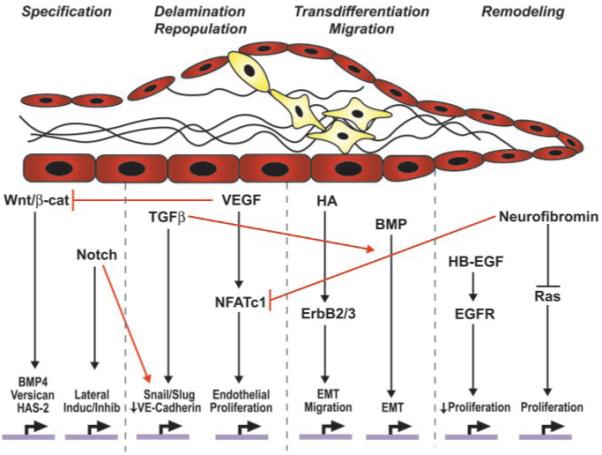 Specification
Delamination
Repopulation
Transdifferentiation
Migration
Remodeling
Wnt/β-cat
VEGF
HA
Neurofibromin
TGFβ
BMP
Notch
HB-EGF
NFATc1
ErbB2/3
EGFR
Ras
BMP4
Versican
HAS-2
Lateral
Induc/Inhib
Snail/Slug
↓VE-Cadherin
Endothelial
Proliferation
EMT
Migration
EMT
↓Proliferation
Proliferation